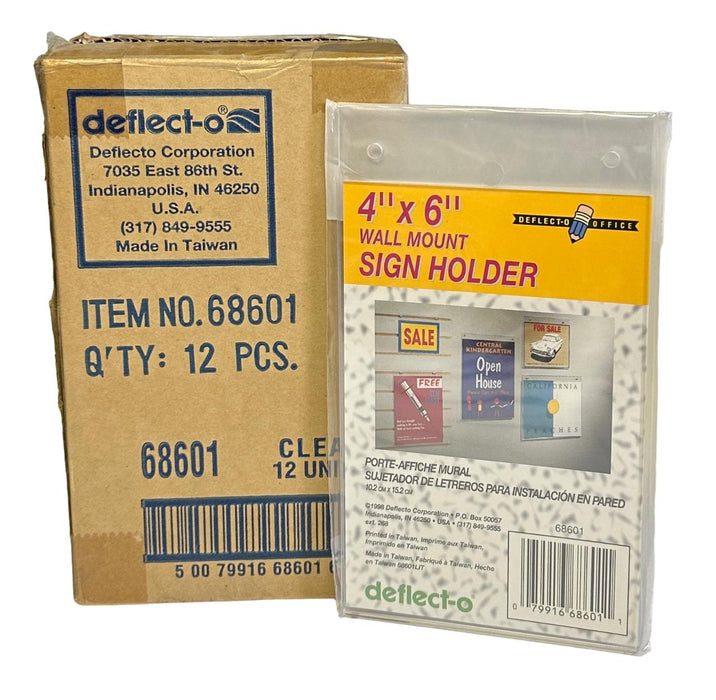 deflect-o®
Deflecto Corporation
7035 East 86th St.
Indianapolis, IN 46250
U.S.A.
(317) 849-9555
Made In Taiwan
ITEM NO. 68601
Q'TY: 12 PCS.
68601
12 UNI
5 00 79916 68601
4" x 6"
WALL MOUNT
SIGN HOLDER
DEFLECT-O OFFICE
SALE
FREE
CENTRAL
KINDERGARTEN
Open
House
FOR SALE
CALIFORNIA
PORTE-AFFICHE MURAL
SUJETADOR DE LETREROS PARA INSTALACIÓN EN PARED
10.2 CM X 15.2 CM
©1998 Deflecto Corporation • P.O. Box 50057
Indianapolis, IN 46250 • USA • (317) 849-9555
ext. 268
Printed in Taiwan, Imprime aux Taiwan,
Imprimido en Taiwan
Made in Taiwan, Fabriqué à Taiwan, Hecho
en Taiwan 68601LIT
deflect-o
68601
0 79916 68601 1